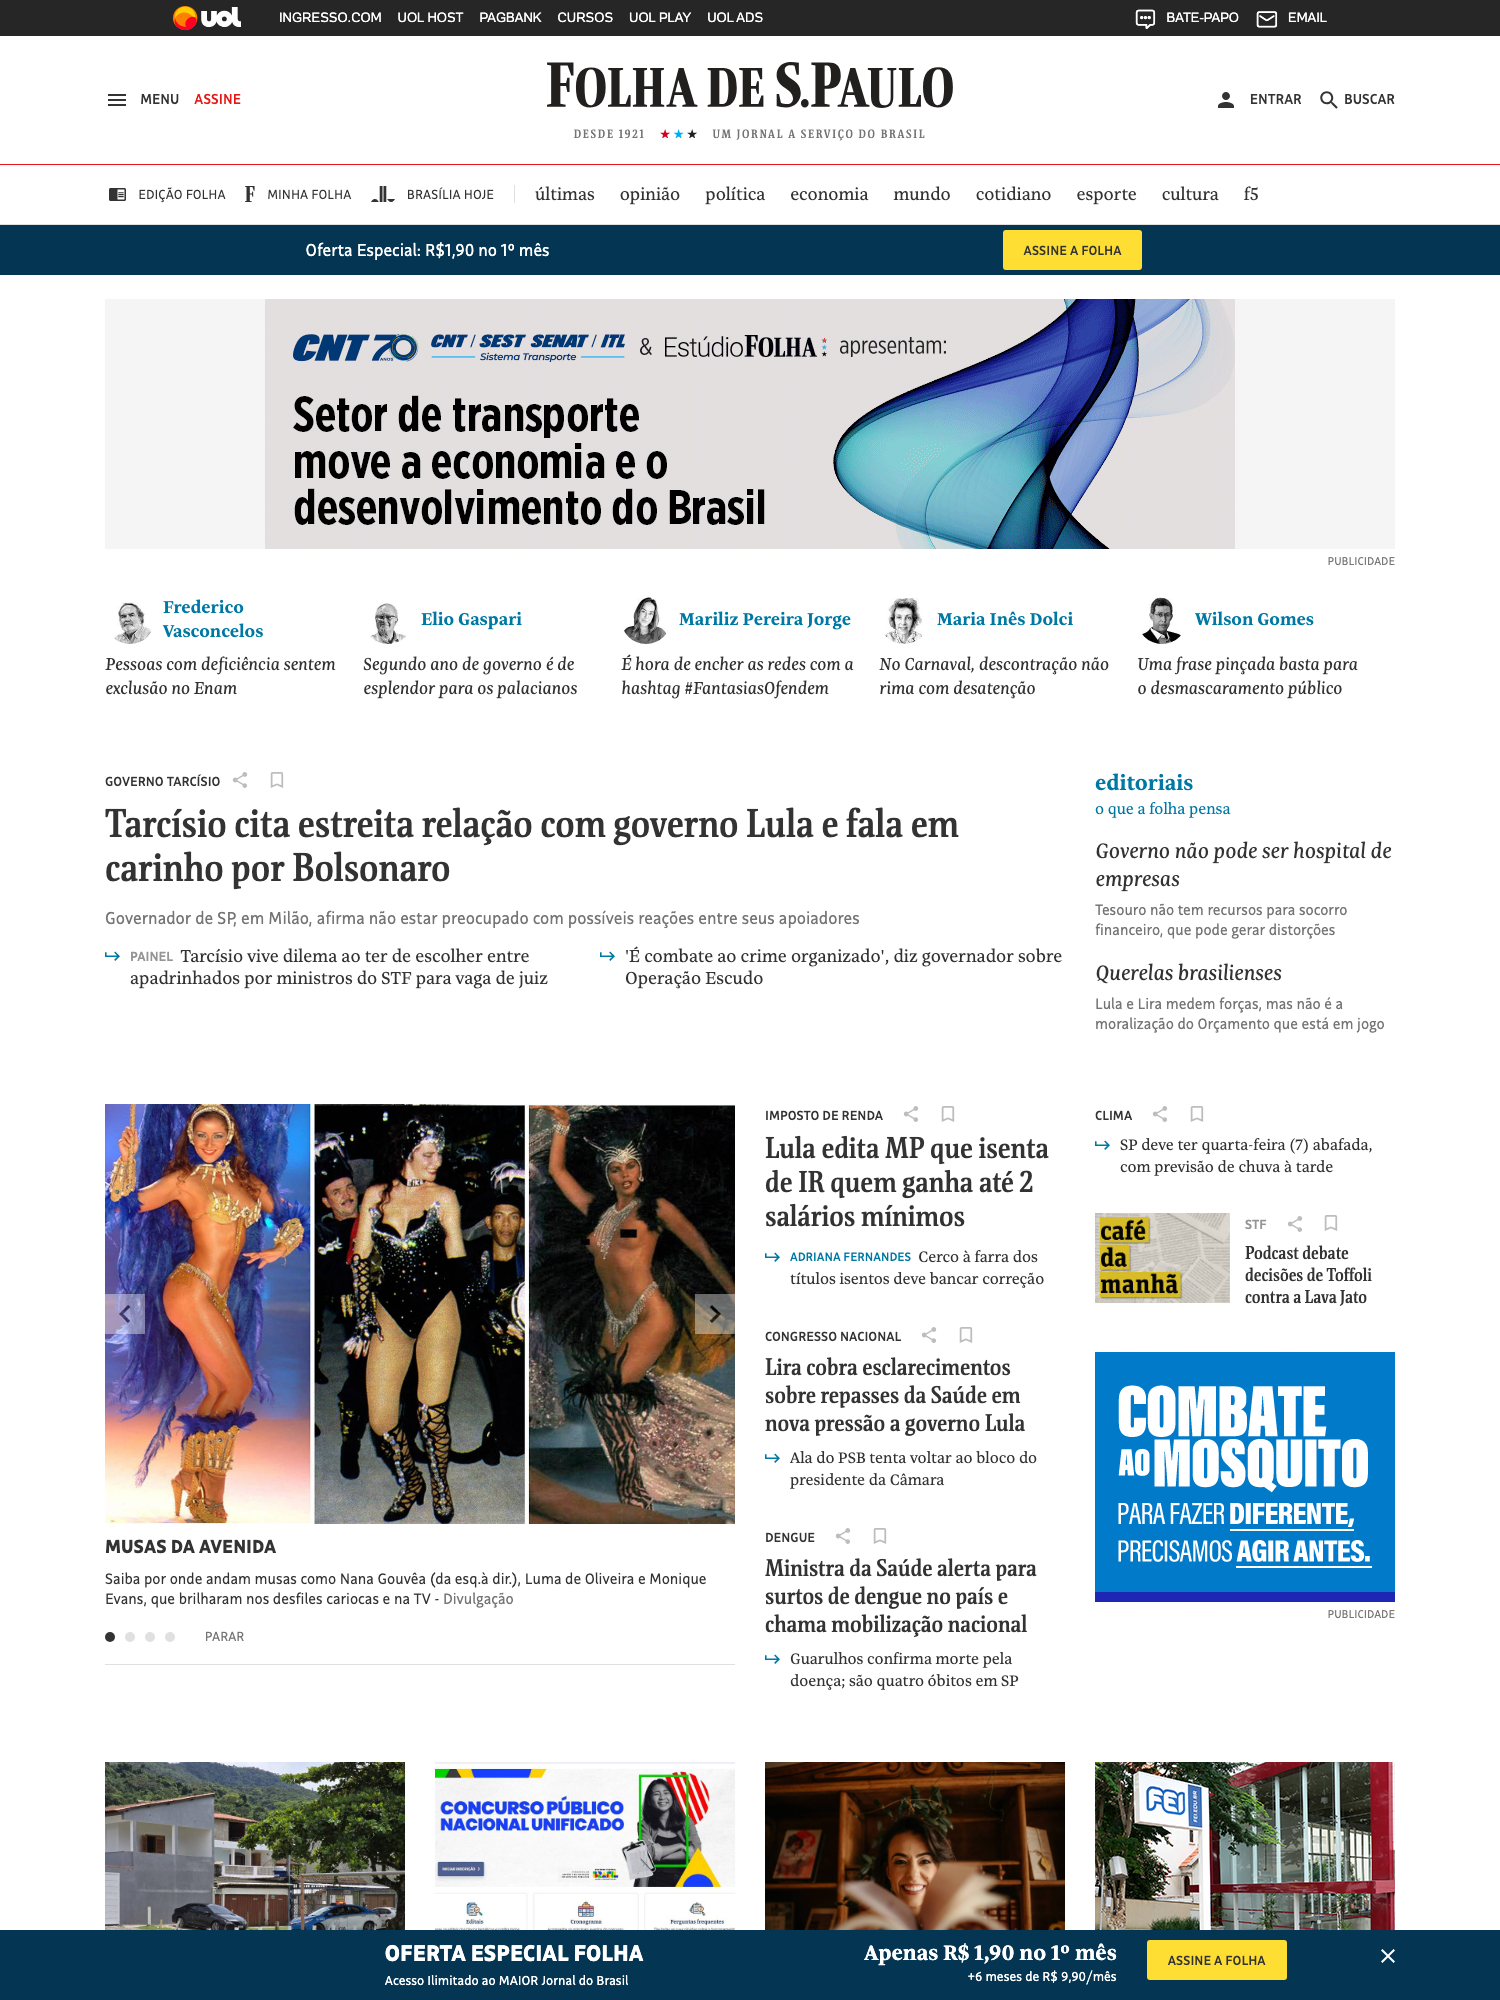 uol
INGRESSO.COM UOL HOST PAGBANK CURSOS UOL PLAY UOL ADS
BATE-PAPO EMAIL
MENU ASSINE
FOLHA DE S.PAULO
DESDE 1921 ★★★ UM JORNAL A SERVIÇO DO BRASIL
ENTRAR BUSCAR
EDIÇÃO FOLHA F MINHA FOLHA BRASÍLIA HOJE
últimas opinião política economia mundo cotidiano esporte cultura f5
Oferta Especial: R$1,90 no 1º mês
ASSINE A FOLHA
CNT 70 ANOS CNT / SEST SENAT / ITL & EstúdioFOLHA apresentam:
Sistema Transporte
Setor de transporte
move a economia e o
desenvolvimento do Brasil
PUBLICIDADE
Frederico
Vasconcelos
Pessoas com deficiência sentem
exclusão no Enam
Elio Gaspari
Segundo ano de governo é de
esplendor para os palacianos
Mariliz Pereira Jorge
É hora de encher as redes com a
hashtag #FantasiasOfendem
Maria Inês Dolci
No Carnaval, descontração não
rima com desatenção
Wilson Gomes
Uma frase pinçada basta para
o desmascaramento público
GOVERNO TARCÍSIO
Tarcísio cita estreita relação com governo Lula e fala em
carinho por Bolsonaro
Governador de SP, em Milão, afirma não estar preocupado com possíveis reações entre seus apoiadores
PAINEL Tarcísio vive dilema ao ter de escolher entre
apadrinhados por ministros do STF para vaga de juiz
'É combate ao crime organizado', diz governador sobre
Operação Escudo
editoriais
o que a folha pensa
Governo não pode ser hospital de
empresas
Tesouro não tem recursos para socorro
financeiro, que pode gerar distorções
Querelas brasilienses
Lula e Lira medem forças, mas não é a
moralização do Orçamento que está em jogo
MUSAS DA AVENIDA
Saiba por onde andam musas como Nana Gouvêa (da esq.à dir.), Luma de Oliveira e Monique
Evans, que brilharam nos desfiles cariocas e na TV - Divulgação
PARAR
IMPOSTO DE RENDA
Lula edita MP que isenta
de IR quem ganha até 2
salários mínimos
ADRIANA FERNANDES Cerco à farra dos
títulos isentos deve bancar correção
CONGRESSO NACIONAL
Lira cobra esclarecimentos
sobre repasses da Saúde em
nova pressão a governo Lula
Ala do PSB tenta voltar ao bloco do
presidente da Câmara
DENGUE
Ministra da Saúde alerta para
surtos de dengue no país e
chama mobilização nacional
Guarulhos confirma morte pela
doença; são quatro óbitos em SP
CLIMA
SP deve ter quarta-feira (7) abafada,
com previsão de chuva à tarde
café
da
manhã
STF
Podcast debate
decisões de Toffoli
contra a Lava Jato
COMBATE
AO MOSQUITO
PARA FAZER DIFERENTE,
PRECISAMOS AGIR ANTES.
PUBLICIDADE
CONCURSO PÚBLICO
NACIONAL UNIFICADO
Editais
Cronograma
Perguntas frequentes
FEI
OFERTA ESPECIAL FOLHA
Acesso Ilimitado ao MAIOR Jornal do Brasil
Apenas R$ 1,90 no 1º mês
+6 meses de R$ 9,90/mês
ASSINE A FOLHA